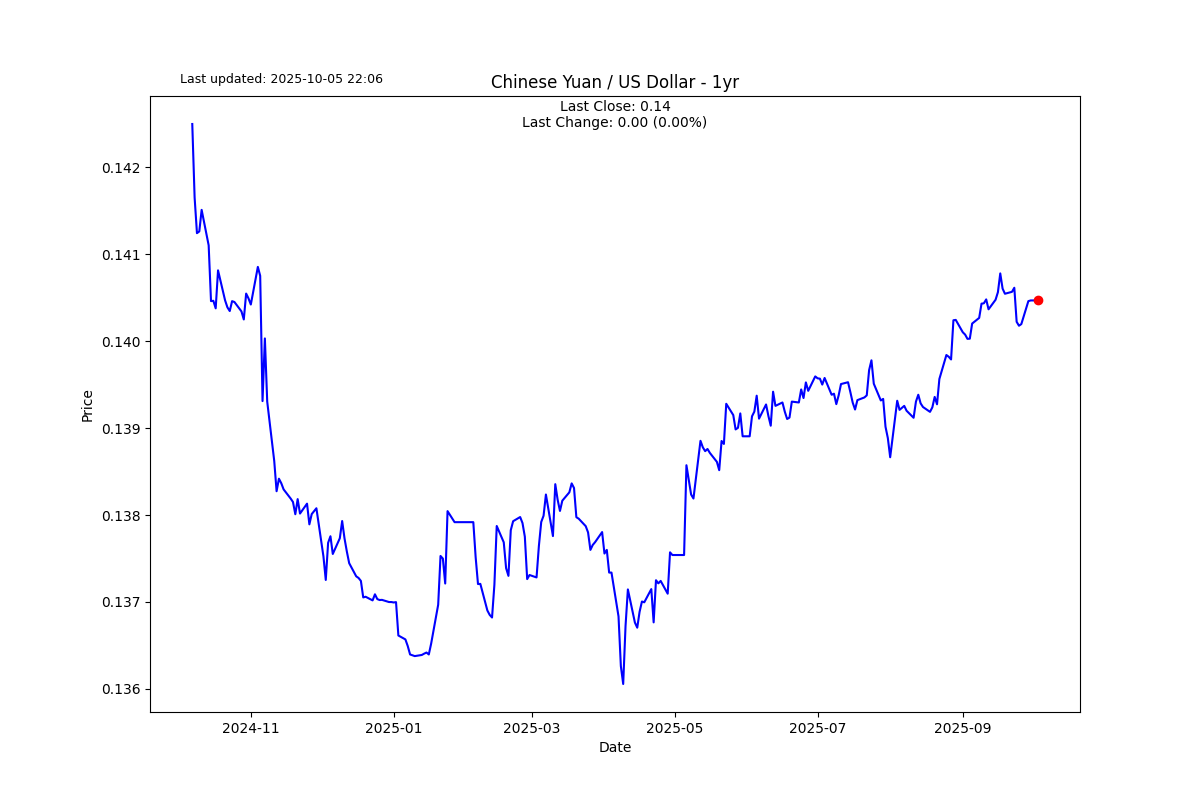 Last updated: 2025-10-05 22:06
Chinese Yuan / US Dollar - 1yr
Last Close: 0.14
Last Change: 0.00 (0.00%)
0.142
0.141
0.140
0.139
0.138
0.137
0.136
Price
2024-11
2025-01
2025-03
2025-05
2025-07
2025-09
Date